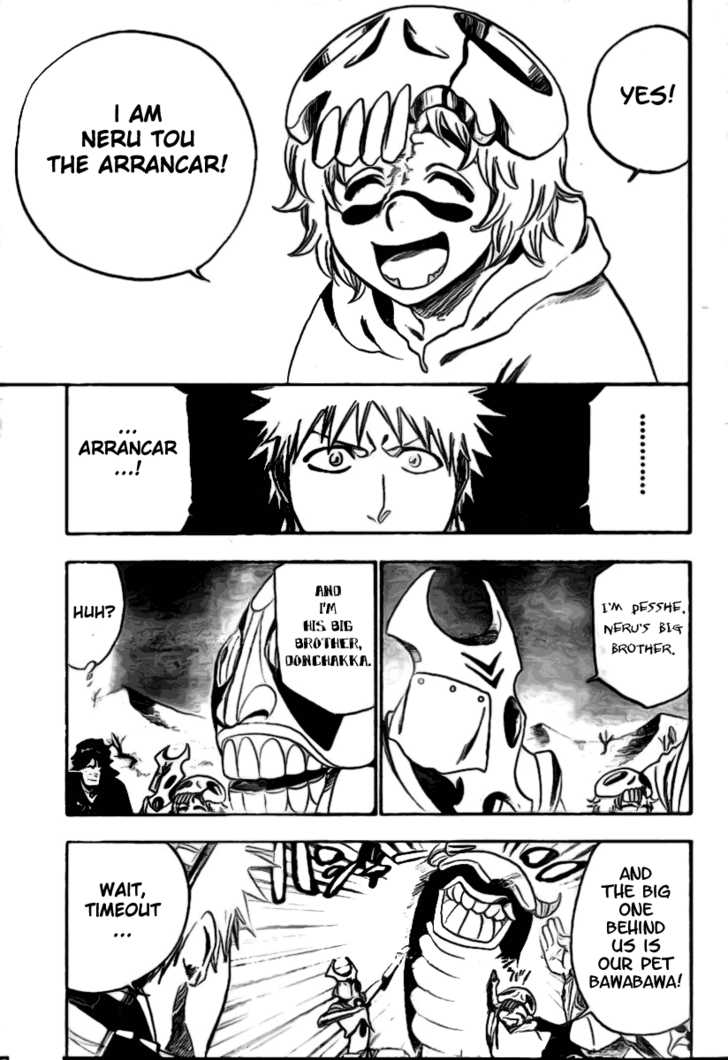 YES!
I AM
NERU TOU
THE ARRANCAR!
..........
...
ARRANCAR
...!
I'M PESSHE.
NERU'S BIG
BROTHER.
AND
I'M
HIS BIG
BROTHER,
DONCHAKKA.
HUH?
AND
THE BIG
ONE
BEHIND
US IS
OUR PET
BAWABAWA!
WAIT,
TIMEOUT
...